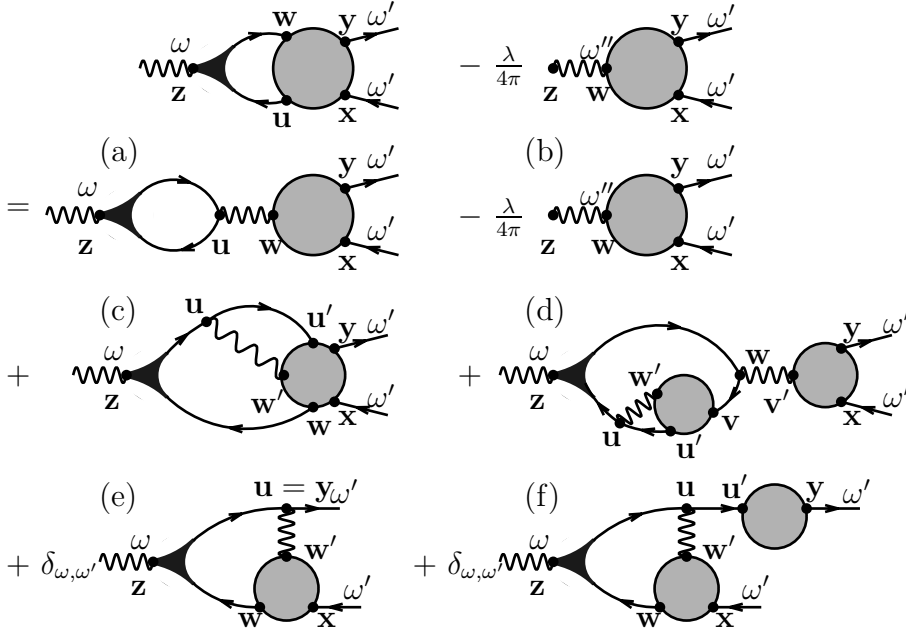 w y ω′
ω − λ/4π ω″ y ω′
z u x ω′ z w x ω′
(a) (b)
= ω z u w y x ω′ ω′ − λ/4π ω″ z w y x ω′ ω′
(c) (d)
+ ω z u u′ w′ w y x ω′ ω′ + ω z u w′ u′ v w v′ y x ω′ ω′
(e) (f)
+ δω,ω′ ω z u = y ω′ w′ w x ω′ + δω,ω′ ω z u u′ y ω′ w′ w x ω′